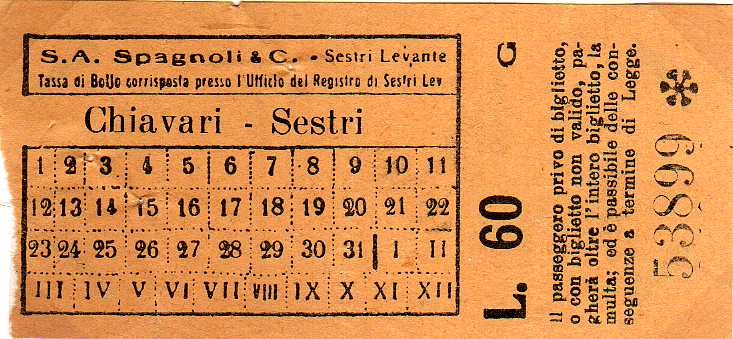 S.A. Spagnoli & C. - Sestri Levante
Tassa di Bollo corrisposta presso l'Ufficio del Registro di Sestri Lev
Chiavari - Sestri
1 2 3 4 5 6 7 8 9 10 11
12 13 14 15 16 17 18 19 20 21 22
23 24 25 26 27 28 29 30 31 I II
III IV V VI VII VIII IX X XI XII
L. 60
G
Il passeggero privo di biglietto,
o con biglietto non valido, pa-
gherà oltre l'intero biglietto, la
multa; ed è passibile delle con-
seguenze a termine di Legge.
53899 *